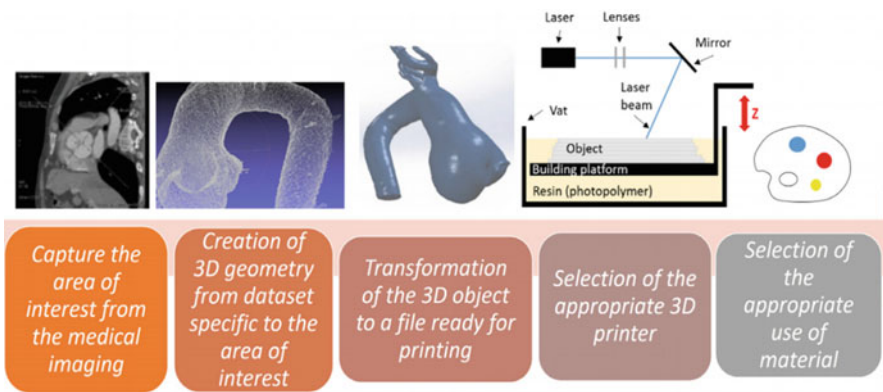 Laser
Lenses
Mirror
Laser
beam
Vat
Z
Object
Building platform
Resin (photopolymer)
Capture the
area of
interest from
the medical
imaging
Creation of
3D geometry
from dataset
specific to the
area of
interest
Transformation
of the 3D object
to a file ready for
printing
Selection of the
appropriate 3D
printer
Selection of
the
appropriate
use of
material